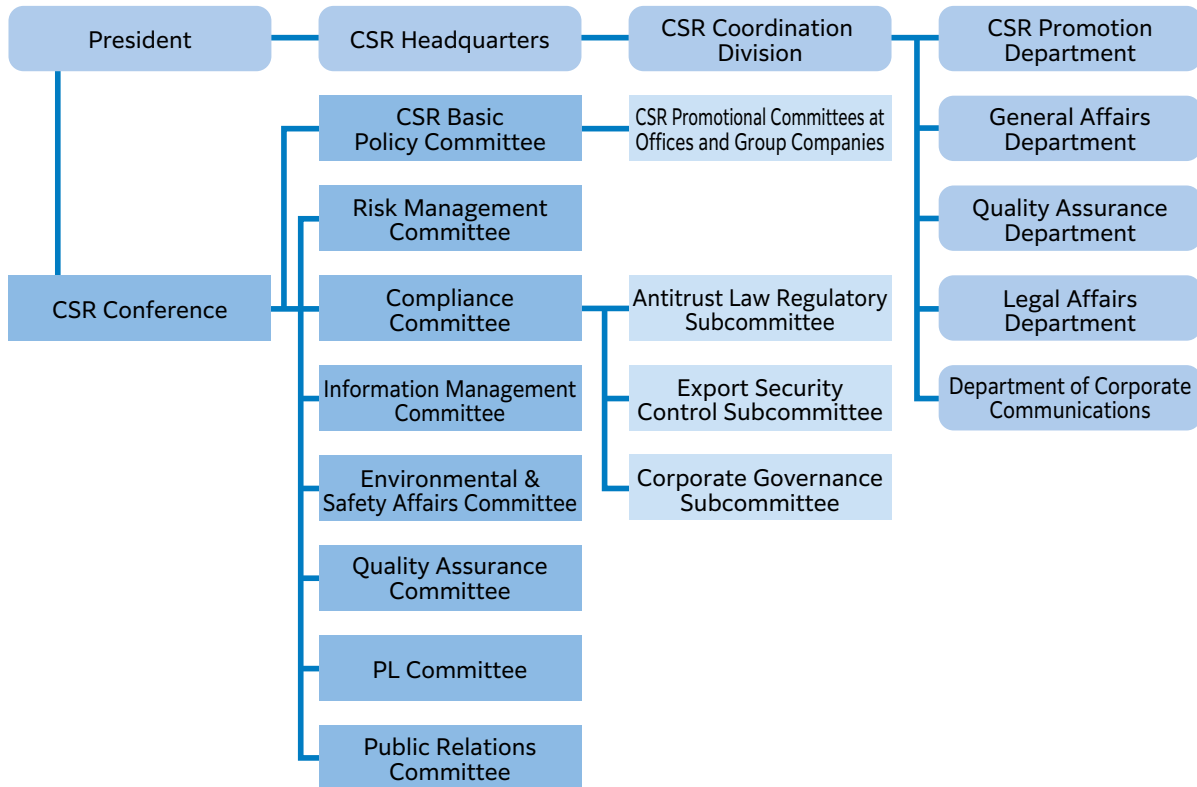 President
CSR Headquarters
CSR Coordination
Division
CSR Promotion
Department
CSR Basic
Policy Committee
CSR Promotional Committees at
Offices and Group Companies
General Affairs
Department
Risk Management
Committee
Quality Assurance
Department
CSR Conference
Compliance
Committee
Antitrust Law Regulatory
Subcommittee
Legal Affairs
Department
Information Management
Committee
Export Security
Control Subcommittee
Department of Corporate
Communications
Environmental &
Safety Affairs Committee
Corporate Governance
Subcommittee
Quality Assurance
Committee
PL Committee
Public Relations
Committee